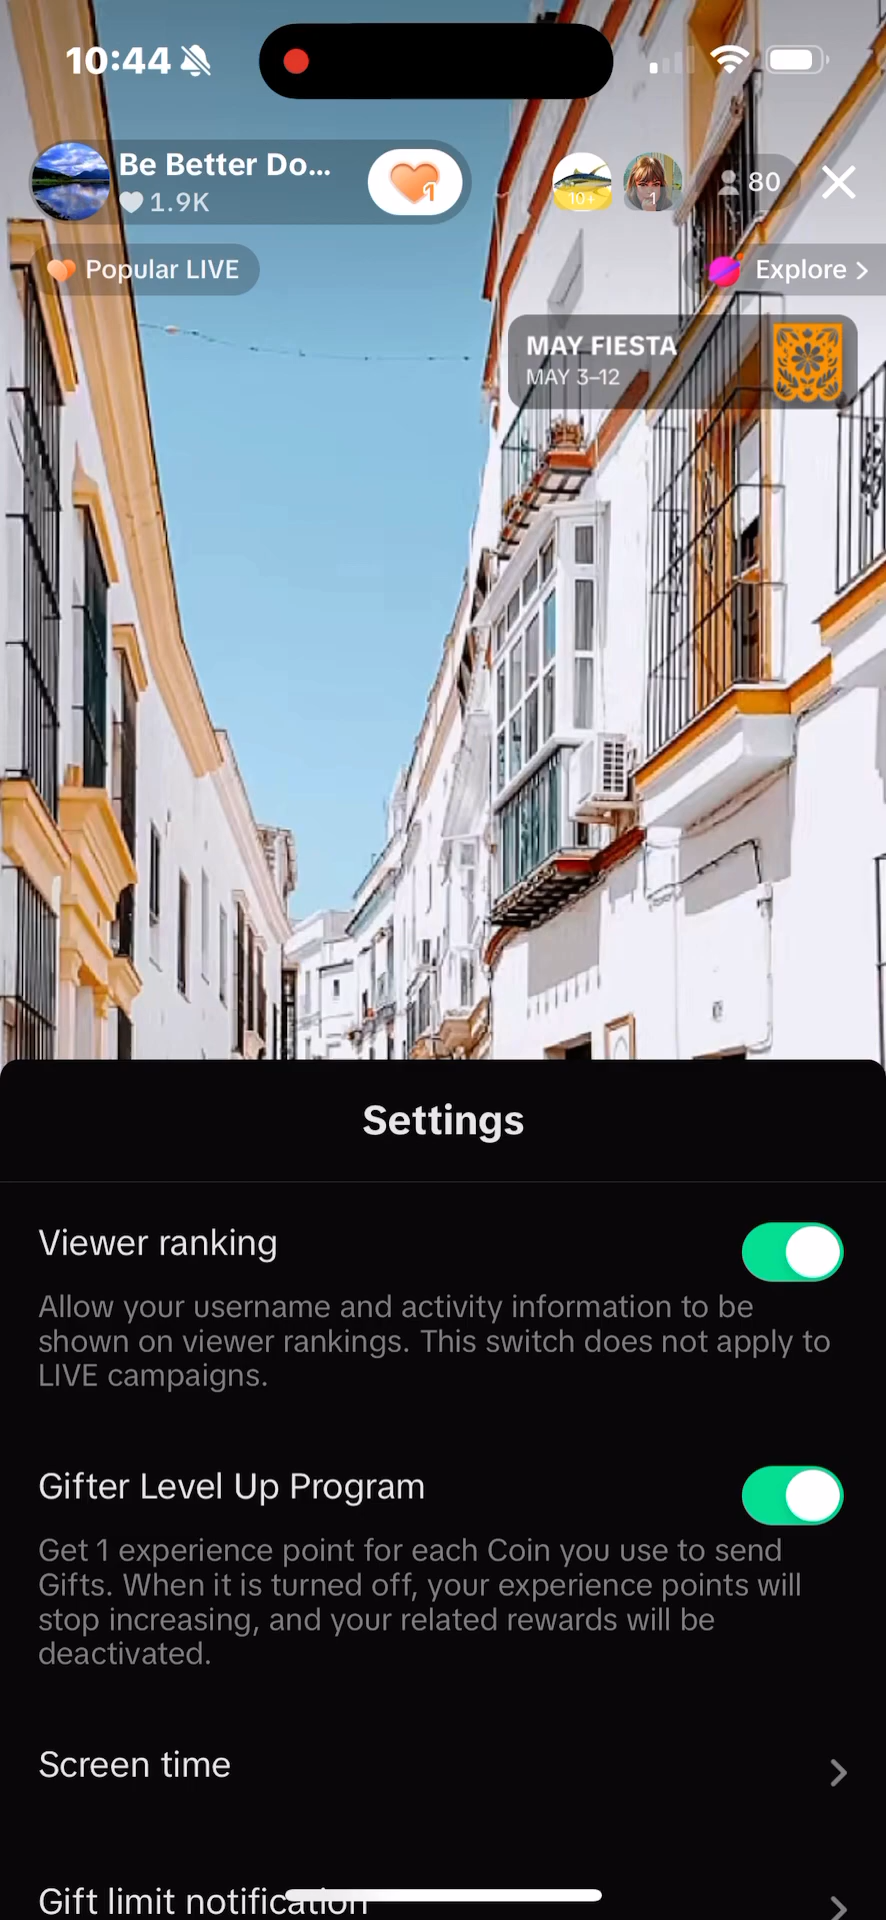 10:44
Be Better Do...
1.9K
10+
1
80
Popular LIVE
Explore >
MAY FIESTA
MAY 3–12
Settings
Viewer ranking
Allow your username and activity information to be
shown on viewer rankings. This switch does not apply to
LIVE campaigns.
Gifter Level Up Program
Get 1 experience point for each Coin you use to send
Gifts. When it is turned off, your experience points will
stop increasing, and your related rewards will be
deactivated.
Screen time
Gift limit notification